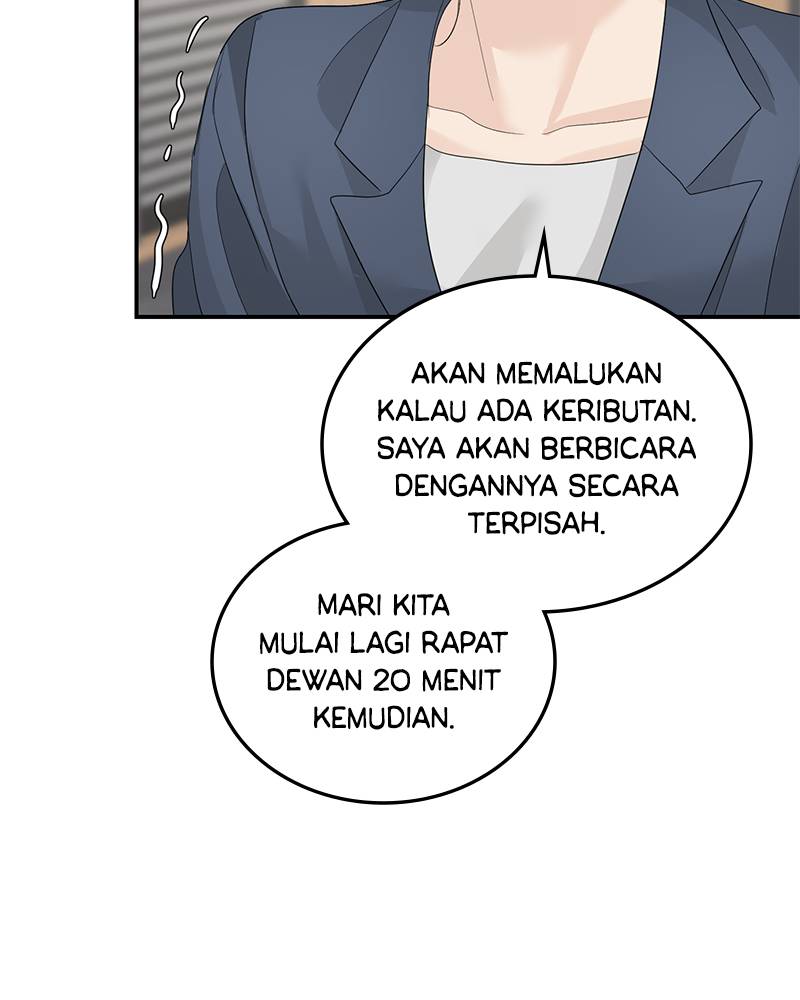 AKAN MEMALUKAN
KALAU ADA KERIBUTAN.
SAYA AKAN BERBICARA
DENGANNYA SECARA
TERPISAH.
MARI KITA
MULAI LAGI RAPAT
DEWAN 20 MENIT
KEMUDIAN.